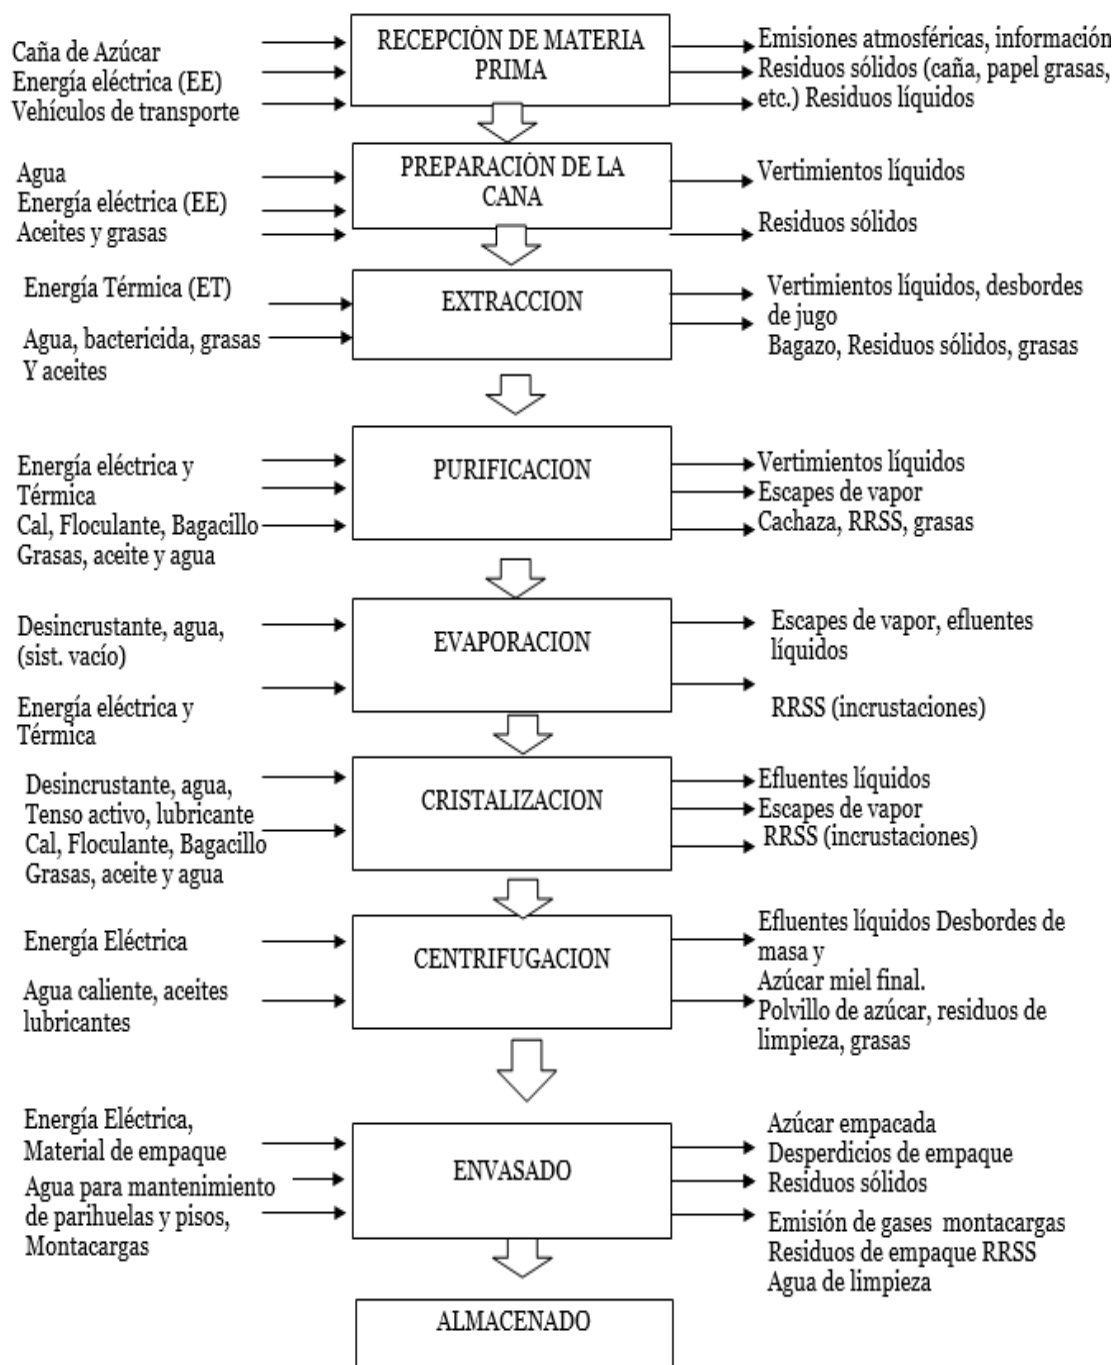 Caña de Azúcar
Energía eléctrica (EE)
Vehículos de transporte
RECEPCIÓN DE MATERIA
PRIMA
Emisiones atmosféricas, información
Residuos sólidos (caña, papel grasas,
etc.) Residuos líquidos
Agua
Energía eléctrica (EE)
Aceites y grasas
PREPARACIÓN DE LA
CANA
Vertimientos líquidos
Residuos sólidos
Energía Térmica (ET)
Agua, bactericida, grasas
Y aceites
EXTRACCION
Vertimientos líquidos, desbordes
de jugo
Bagazo, Residuos sólidos, grasas
Energía eléctrica y
Térmica
Cal, Floculante, Bagacillo
Grasas, aceite y agua
PURIFICACION
Vertimientos líquidos
Escapes de vapor
Cachaza, RRSS, grasas
Desincrustante, agua,
(sist. vacío)
Energía eléctrica y
Térmica
EVAPORACION
Escapes de vapor, efluentes
líquidos
RRSS (incrustaciones)
Desincrustante, agua,
Tenso activo, lubricante
Cal, Floculante, Bagacillo
Grasas, aceite y agua
CRISTALIZACION
Efluentes líquidos
Escapes de vapor
RRSS (incrustaciones)
Energía Eléctrica
Agua caliente, aceites
lubricantes
CENTRIFUGACION
Efluentes líquidos Desbordes de
masa y
Azúcar miel final.
Polvillo de azúcar, residuos de
limpieza, grasas
Energía Eléctrica,
Material de empaque
Agua para mantenimiento
de parihuelas y pisos,
Montacargas
ENVASADO
Azúcar empacada
Desperdicios de empaque
Residuos sólidos
Emisión de gases montacargas
Residuos de empaque RRSS
Agua de limpieza
ALMACENADO